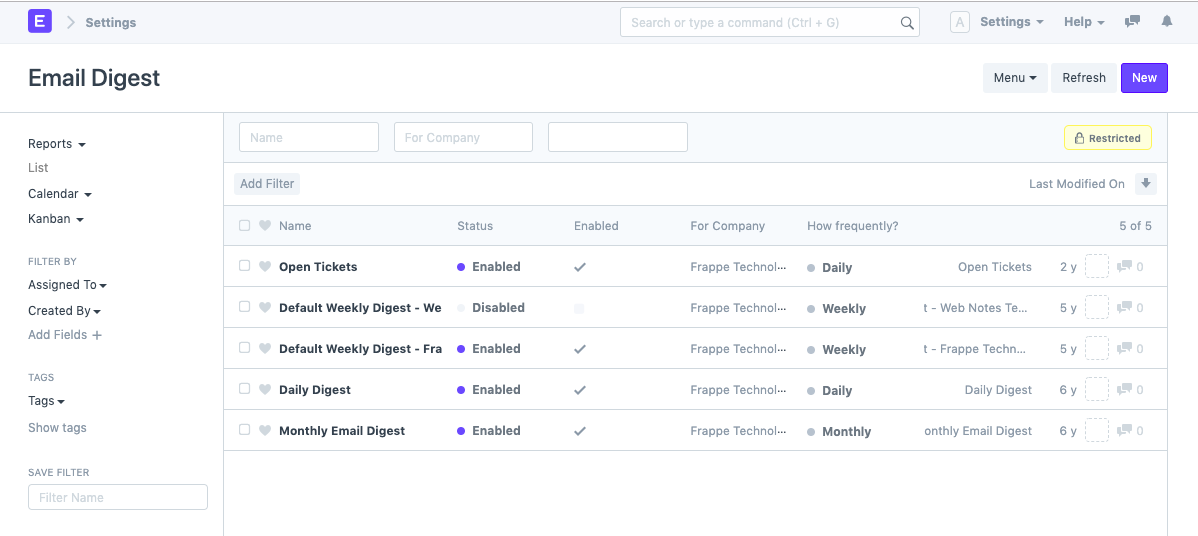 E Settings Search or type a command (Ctrl + G) A Settings Help
Email Digest Menu Refresh New
Reports
List
Calendar
Kanban
FILTER BY
Assigned To
Created By
Add Fields +
TAGS
Tags
Show tags
SAVE FILTER
Filter Name
Name For Company Restricted
Add Filter Last Modified On
Name Status Enabled For Company How frequently? 5 of 5
Open Tickets Enabled Frappe Technol... Daily Open Tickets 2 y 0
Default Weekly Digest - We Disabled Frappe Technol... Weekly t - Web Notes Te... 5 y 0
Default Weekly Digest - Fra Enabled Frappe Technol... Weekly t - Frappe Techn... 5 y 0
Daily Digest Enabled Frappe Technol... Daily Daily Digest 6 y 0
Monthly Email Digest Enabled Frappe Technol... Monthly onthly Email Digest 6 y 0